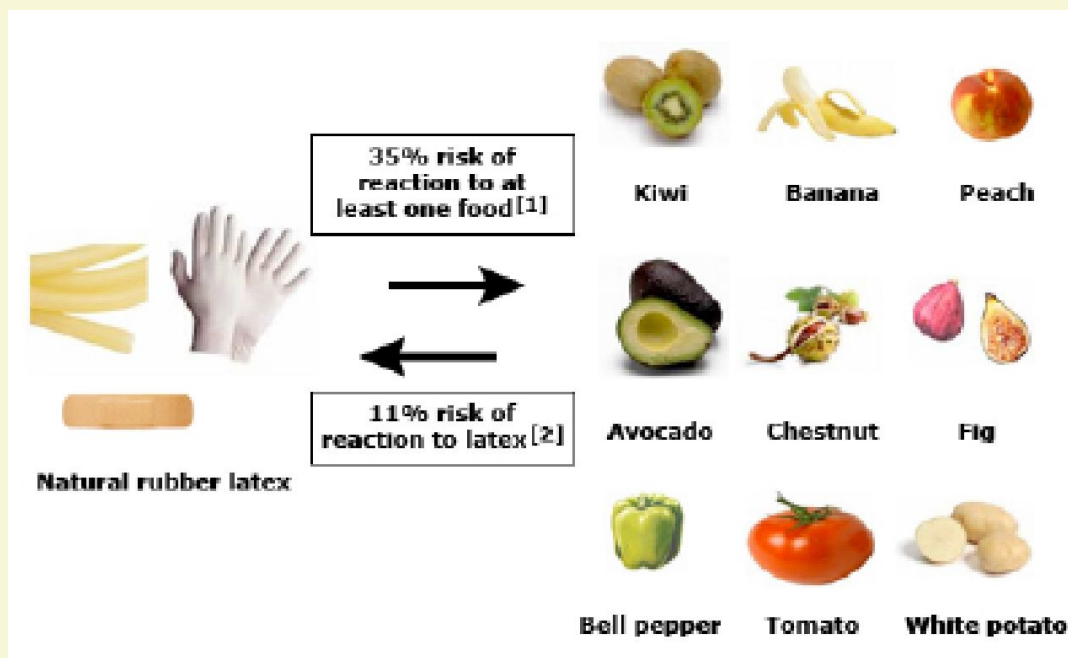 35% risk of
reaction to at
least one food[1]
Kiwi
Banana
Peach
11% risk of
reaction to latex[2]
Natural rubber latex
Avocado
Chestnut
Fig
Bell pepper
Tomato
White potato